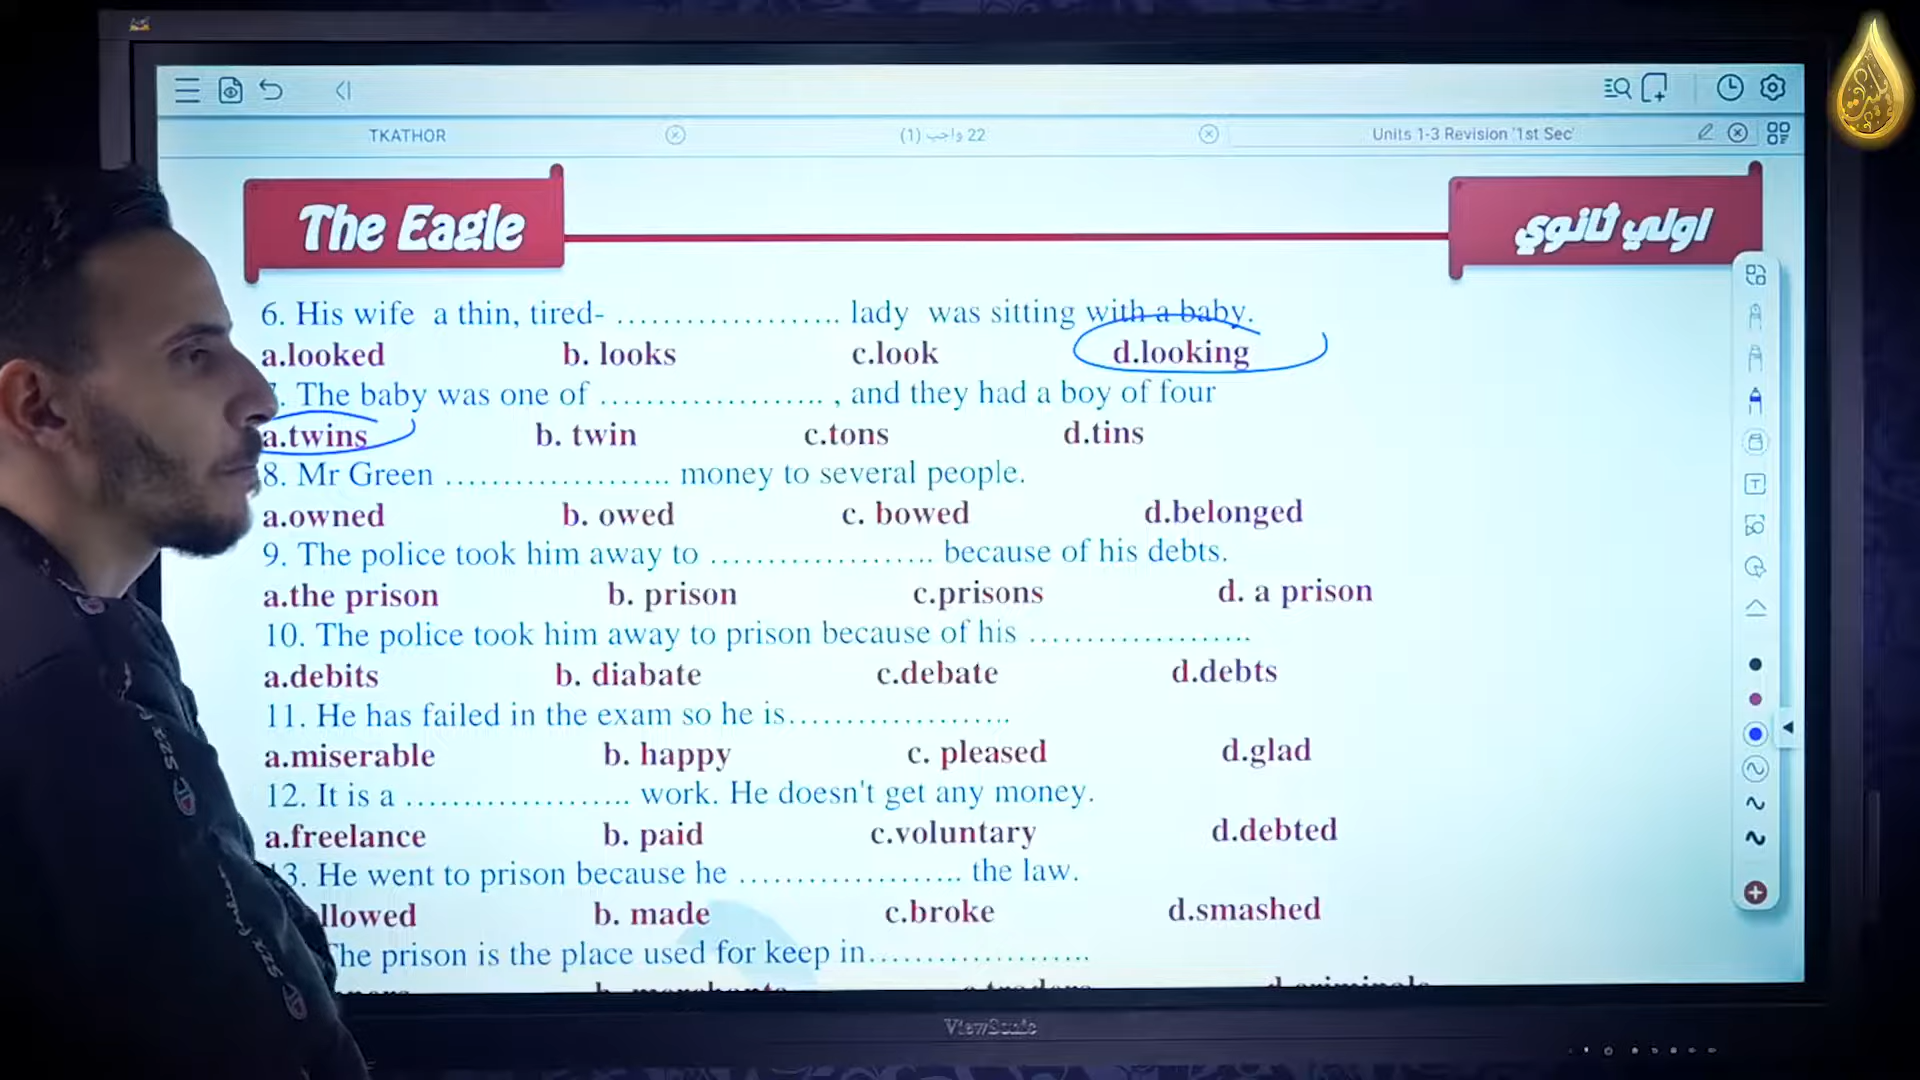 TKATHOR
22 واجب (1)
Units 1-3 Revision '1st Sec'
The Eagle
اولي ثانوي
6. His wife a thin, tired- ..................... lady was sitting with a baby.
a.looked b. looks c.look d.looking
. The baby was one of ..................... , and they had a boy of four
a.twins b. twin c.tons d.tins
8. Mr Green ..................... money to several people.
a.owned b. owed c. bowed d.belonged
9. The police took him away to ..................... because of his debts.
a.the prison b. prison c.prisons d. a prison
10. The police took him away to prison because of his .....................
a.debits b. diabate c.debate d.debts
11. He has failed in the exam so he is.....................
a.miserable b. happy c. pleased d.glad
12. It is a ..................... work. He doesn't get any money.
a.freelance b. paid c.voluntary d.debted
13. He went to prison because he ..................... the law.
llowed b. made c.broke d.smashed
The prison is the place used for keep in.....................
b. merchants c.traders d.criminals
ViewSonic